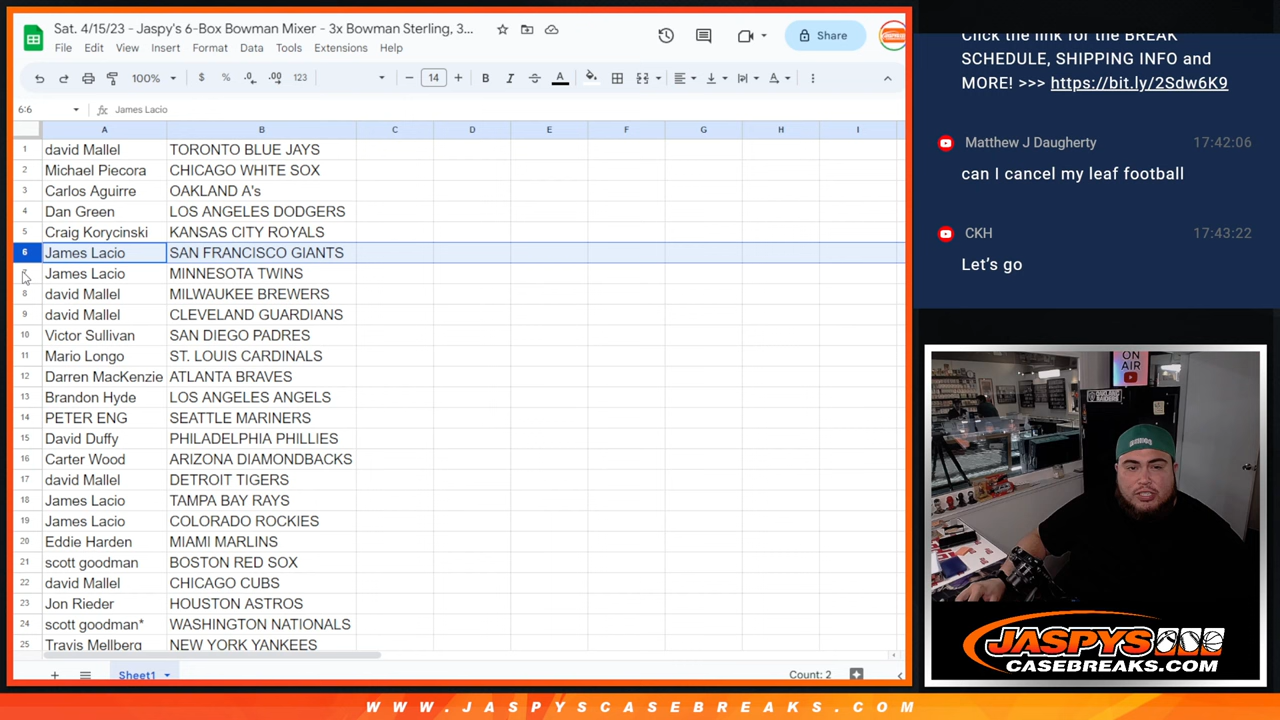 Sat. 4/15/23 - Jaspy's 6-Box Bowman Mixer - 3x Bowman Sterling, 3...
File Edit View Insert Format Data Tools Extensions Help
Share
100% $ % .0 .00 123 14 B I A
6:6 fx James Lacio
A B C D E F G H I
1 david Mallel TORONTO BLUE JAYS
2 Michael Piecora CHICAGO WHITE SOX
3 Carlos Aguirre OAKLAND A's
4 Dan Green LOS ANGELES DODGERS
5 Craig Korycinski KANSAS CITY ROYALS
6 James Lacio SAN FRANCISCO GIANTS
James Lacio MINNESOTA TWINS
8 david Mallel MILWAUKEE BREWERS
9 david Mallel CLEVELAND GUARDIANS
10 Victor Sullivan SAN DIEGO PADRES
11 Mario Longo ST. LOUIS CARDINALS
12 Darren MacKenzie ATLANTA BRAVES
13 Brandon Hyde LOS ANGELES ANGELS
14 PETER ENG SEATTLE MARINERS
15 David Duffy PHILADELPHIA PHILLIES
16 Carter Wood ARIZONA DIAMONDBACKS
17 david Mallel DETROIT TIGERS
18 James Lacio TAMPA BAY RAYS
19 James Lacio COLORADO ROCKIES
20 Eddie Harden MIAMI MARLINS
21 scott goodman BOSTON RED SOX
22 david Mallel CHICAGO CUBS
23 Jon Rieder HOUSTON ASTROS
24 scott goodman* WASHINGTON NATIONALS
25 Travis Mellberg NEW YORK YANKEES
Sheet1
Count: 2
Click the link for the BREAK
SCHEDULE, SHIPPING INFO and
MORE! >>> https://bit.ly/2Sdw6K9
Matthew J Daugherty 17:42:06
can I cancel my leaf football
CKH 17:43:22
Let's go
ON
AIR
JASPYS
CASEBREAKS.COM
WWW.JASPYSCASEBREAKS.COM